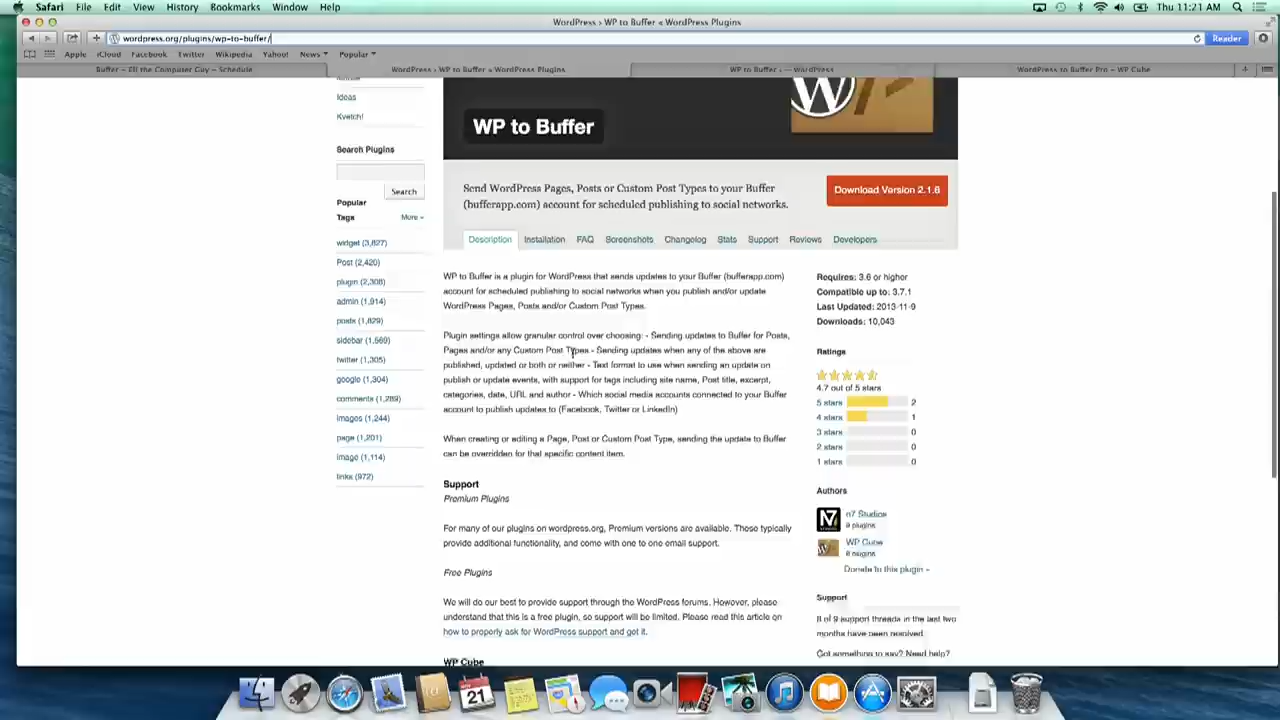 Safari File Edit View History Bookmarks Window Help Thu 11:21 AM
WordPress › WP to Buffer « WordPress Plugins
wordpress.org/plugins/wp-to-buffer/ Reader
Apple iCloud Facebook Twitter Wikipedia Yahoo! News Popular
Buffer - Eli the Computer Guy - Schedule WordPress › WP to Buffer « WordPress Plugins WP to Buffer ‹ — WordPress WordPress to Buffer Pro - WP Cube
Ideas
Kvetch!
Search Plugins
Search
Popular
Tags More »
widget (3,827)
Post (2,420)
plugin (2,308)
admin (1,914)
posts (1,829)
sidebar (1,569)
twitter (1,305)
google (1,304)
comments (1,289)
images (1,244)
page (1,201)
image (1,114)
links (972)
WP to Buffer
Send WordPress Pages, Posts or Custom Post Types to your Buffer
(bufferapp.com) account for scheduled publishing to social networks.
Download Version 2.1.6
Description Installation FAQ Screenshots Changelog Stats Support Reviews Developers
WP to Buffer is a plugin for WordPress that sends updates to your Buffer (bufferapp.com)
account for scheduled publishing to social networks when you publish and/or update
WordPress Pages, Posts and/or Custom Post Types.
Plugin settings allow granular control over choosing: - Sending updates to Buffer for Posts,
Pages and/or any Custom Post Types - Sending updates when any of the above are
published, updated or both or neither - Text format to use when sending an update on
publish or update events, with support for tags including site name, Post title, excerpt,
categories, date, URL and author - Which social media accounts connected to your Buffer
account to publish updates to (Facebook, Twitter or LinkedIn)
When creating or editing a Page, Post or Custom Post Type, sending the update to Buffer
can be overridden for that specific content item.
Support
Premium Plugins
For many of our plugins on wordpress.org, Premium versions are available. These typically
provide additional functionality, and come with one to one email support.
Free Plugins
We will do our best to provide support through the WordPress forums. However, please
understand that this is a free plugin, so support will be limited. Please read this article on
how to properly ask for WordPress support and get it.
WP Cube
Requires: 3.6 or higher
Compatible up to: 3.7.1
Last Updated: 2013-11-9
Downloads: 10,043
Ratings
4.7 out of 5 stars
5 stars 2
4 stars 1
3 stars 0
2 stars 0
1 stars 0
Authors
N7
n7 Studios
9 plugins
WP Cube
Donate to this plugin »
Support
8 of 9 support threads in the last two
months have been resolved.
Got something to say? Need help?
21